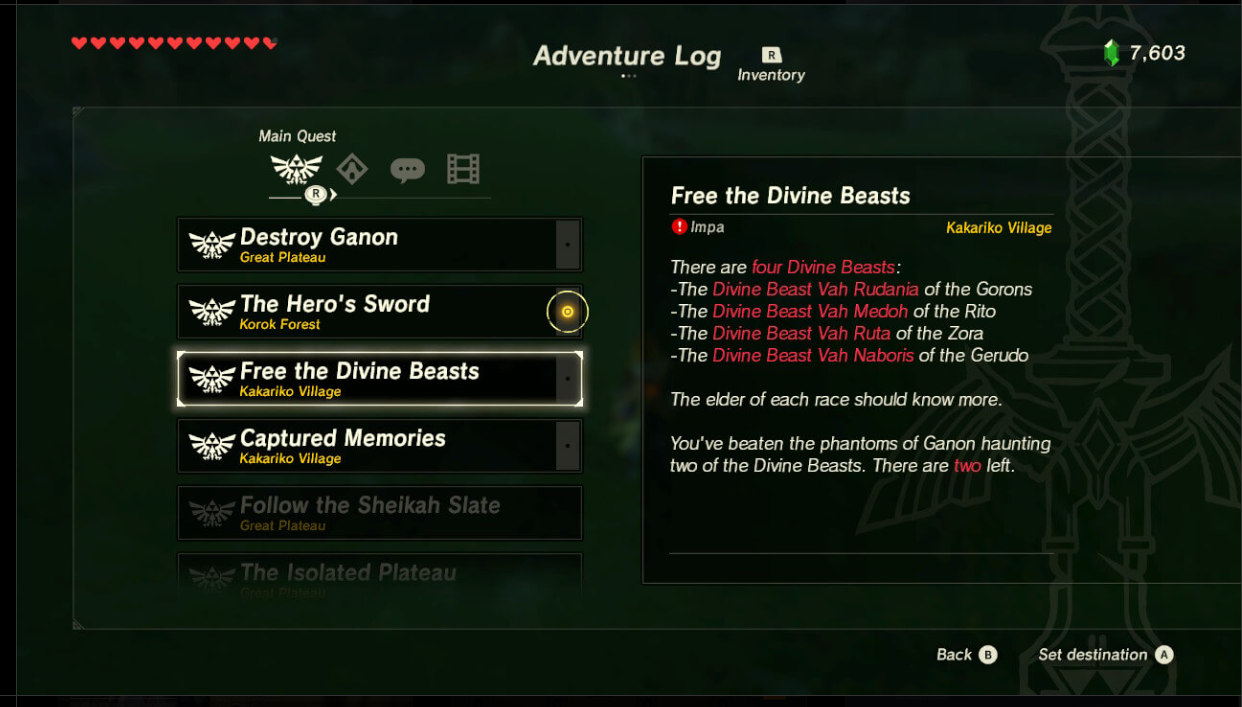 Adventure Log
R
Inventory
7,603
Main Quest
R
Destroy Ganon
Great Plateau
The Hero's Sword
Korok Forest
Free the Divine Beasts
Kakariko Village
Captured Memories
Kakariko Village
Follow the Sheikah Slate
Great Plateau
The Isolated Plateau
Great Plateau
Free the Divine Beasts
! Impa
Kakariko Village
There are four Divine Beasts:
-The Divine Beast Vah Rudania of the Gorons
-The Divine Beast Vah Medoh of the Rito
-The Divine Beast Vah Ruta of the Zora
-The Divine Beast Vah Naboris of the Gerudo
The elder of each race should know more.
You've beaten the phantoms of Ganon haunting
two of the Divine Beasts. There are two left.
Back B
Set destination A